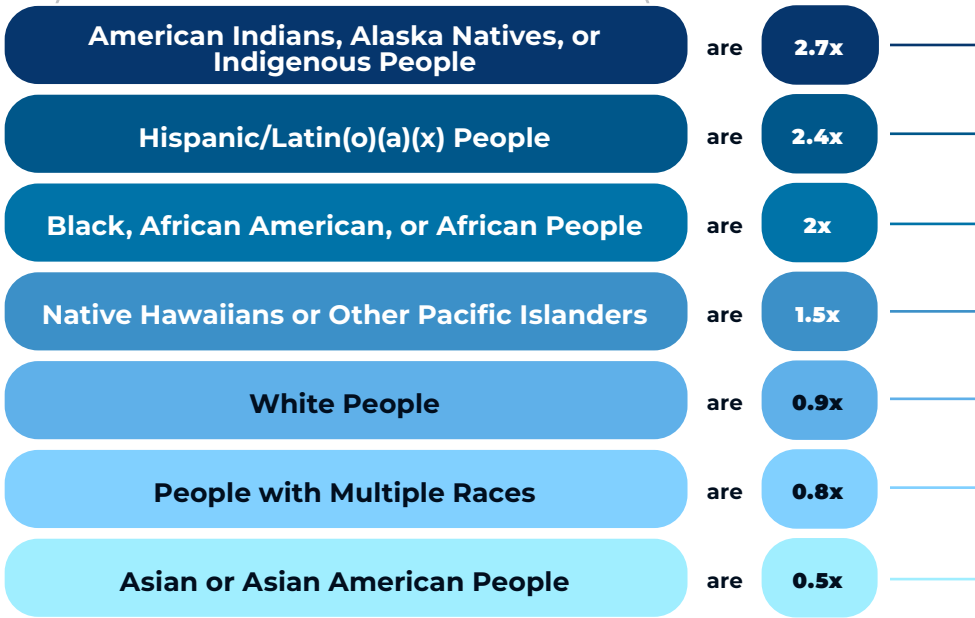 American Indians, Alaska Natives, or
Indigenous People are 2.7x
Hispanic/Latin(o)(a)(x) People are 2.4x
Black, African American, or African People are 2x
Native Hawaiians or Other Pacific Islanders are 1.5x
White People are 0.9x
People with Multiple Races are 0.8x
Asian or Asian American People are 0.5x